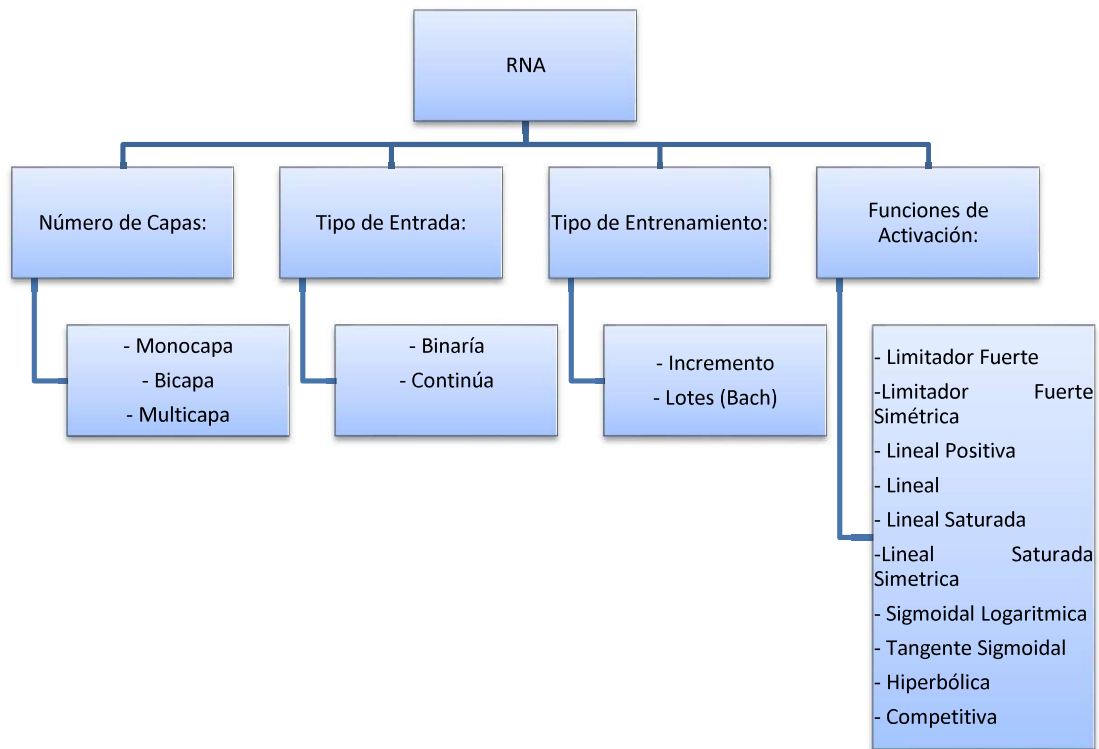 RNA
Número de Capas:
Tipo de Entrada:
Tipo de Entrenamiento:
Funciones de
Activación:
- Monocapa
- Bicapa
- Multicapa
- Binaría
- Continúa
- Incremento
- Lotes (Bach)
- Limitador Fuerte
-Limitador Fuerte
Simétrica
- Lineal Positiva
- Lineal
- Lineal Saturada
-Lineal Saturada
Simetrica
- Sigmoidal Logaritmica
- Tangente Sigmoidal
- Hiperbólica
- Competitiva